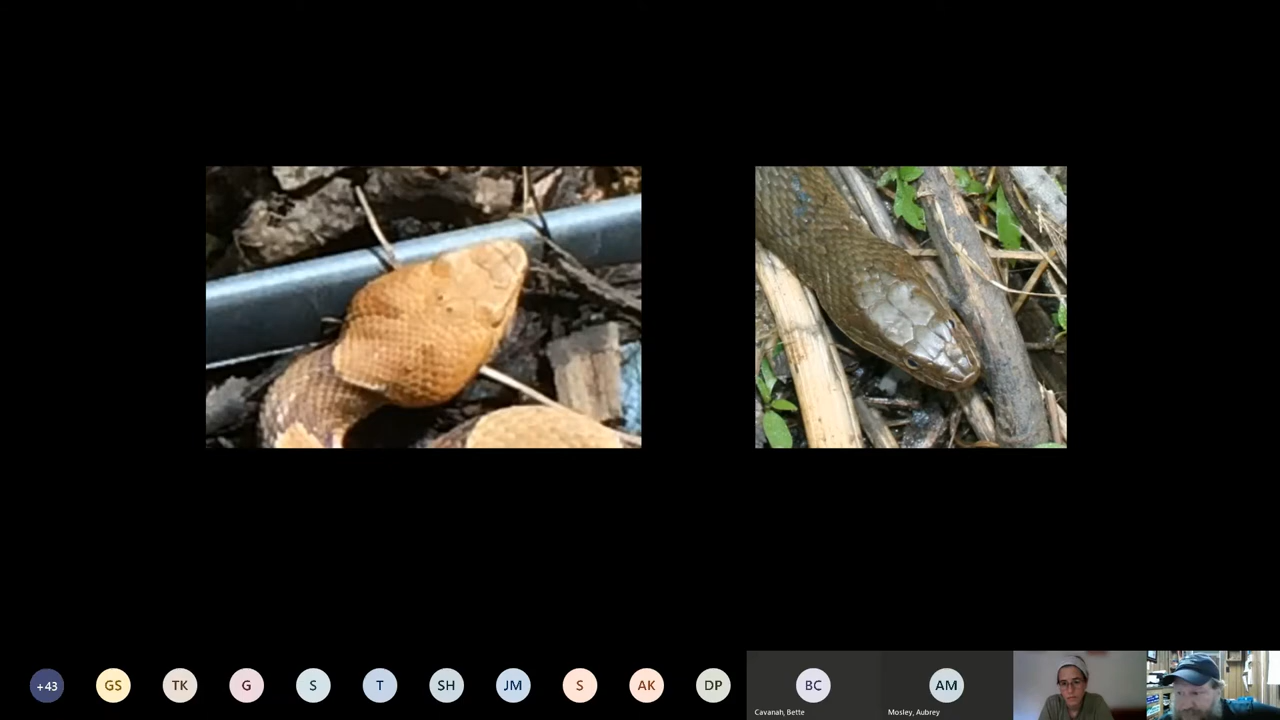 +43
GS
TK
G
S
T
SH
JM
S
AK
DP
BC
AM
Cavanah, Bette
Mosley, Aubrey